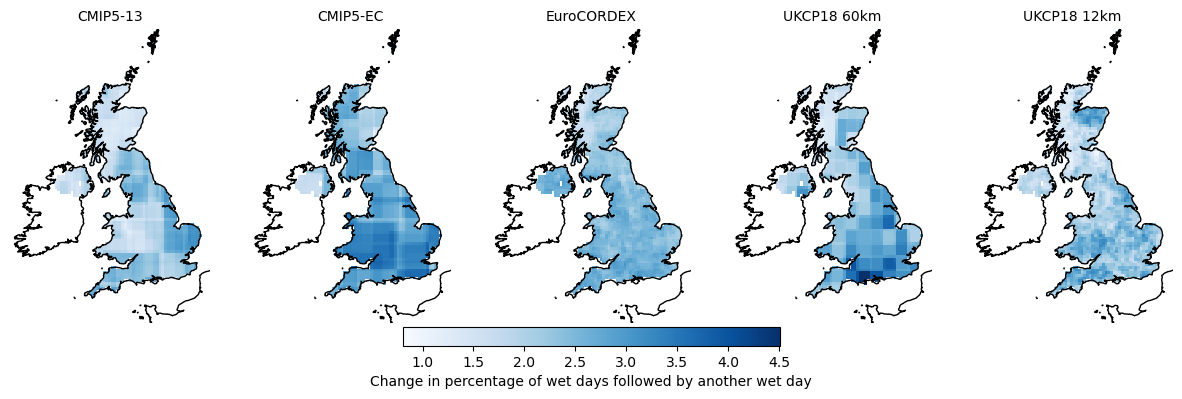 CMIP5-13 CMIP5-EC EuroCORDEX UKCP18 60km UKCP18 12km
1.0 1.5 2.0 2.5 3.0 3.5 4.0 4.5
Change in percentage of wet days followed by another wet day